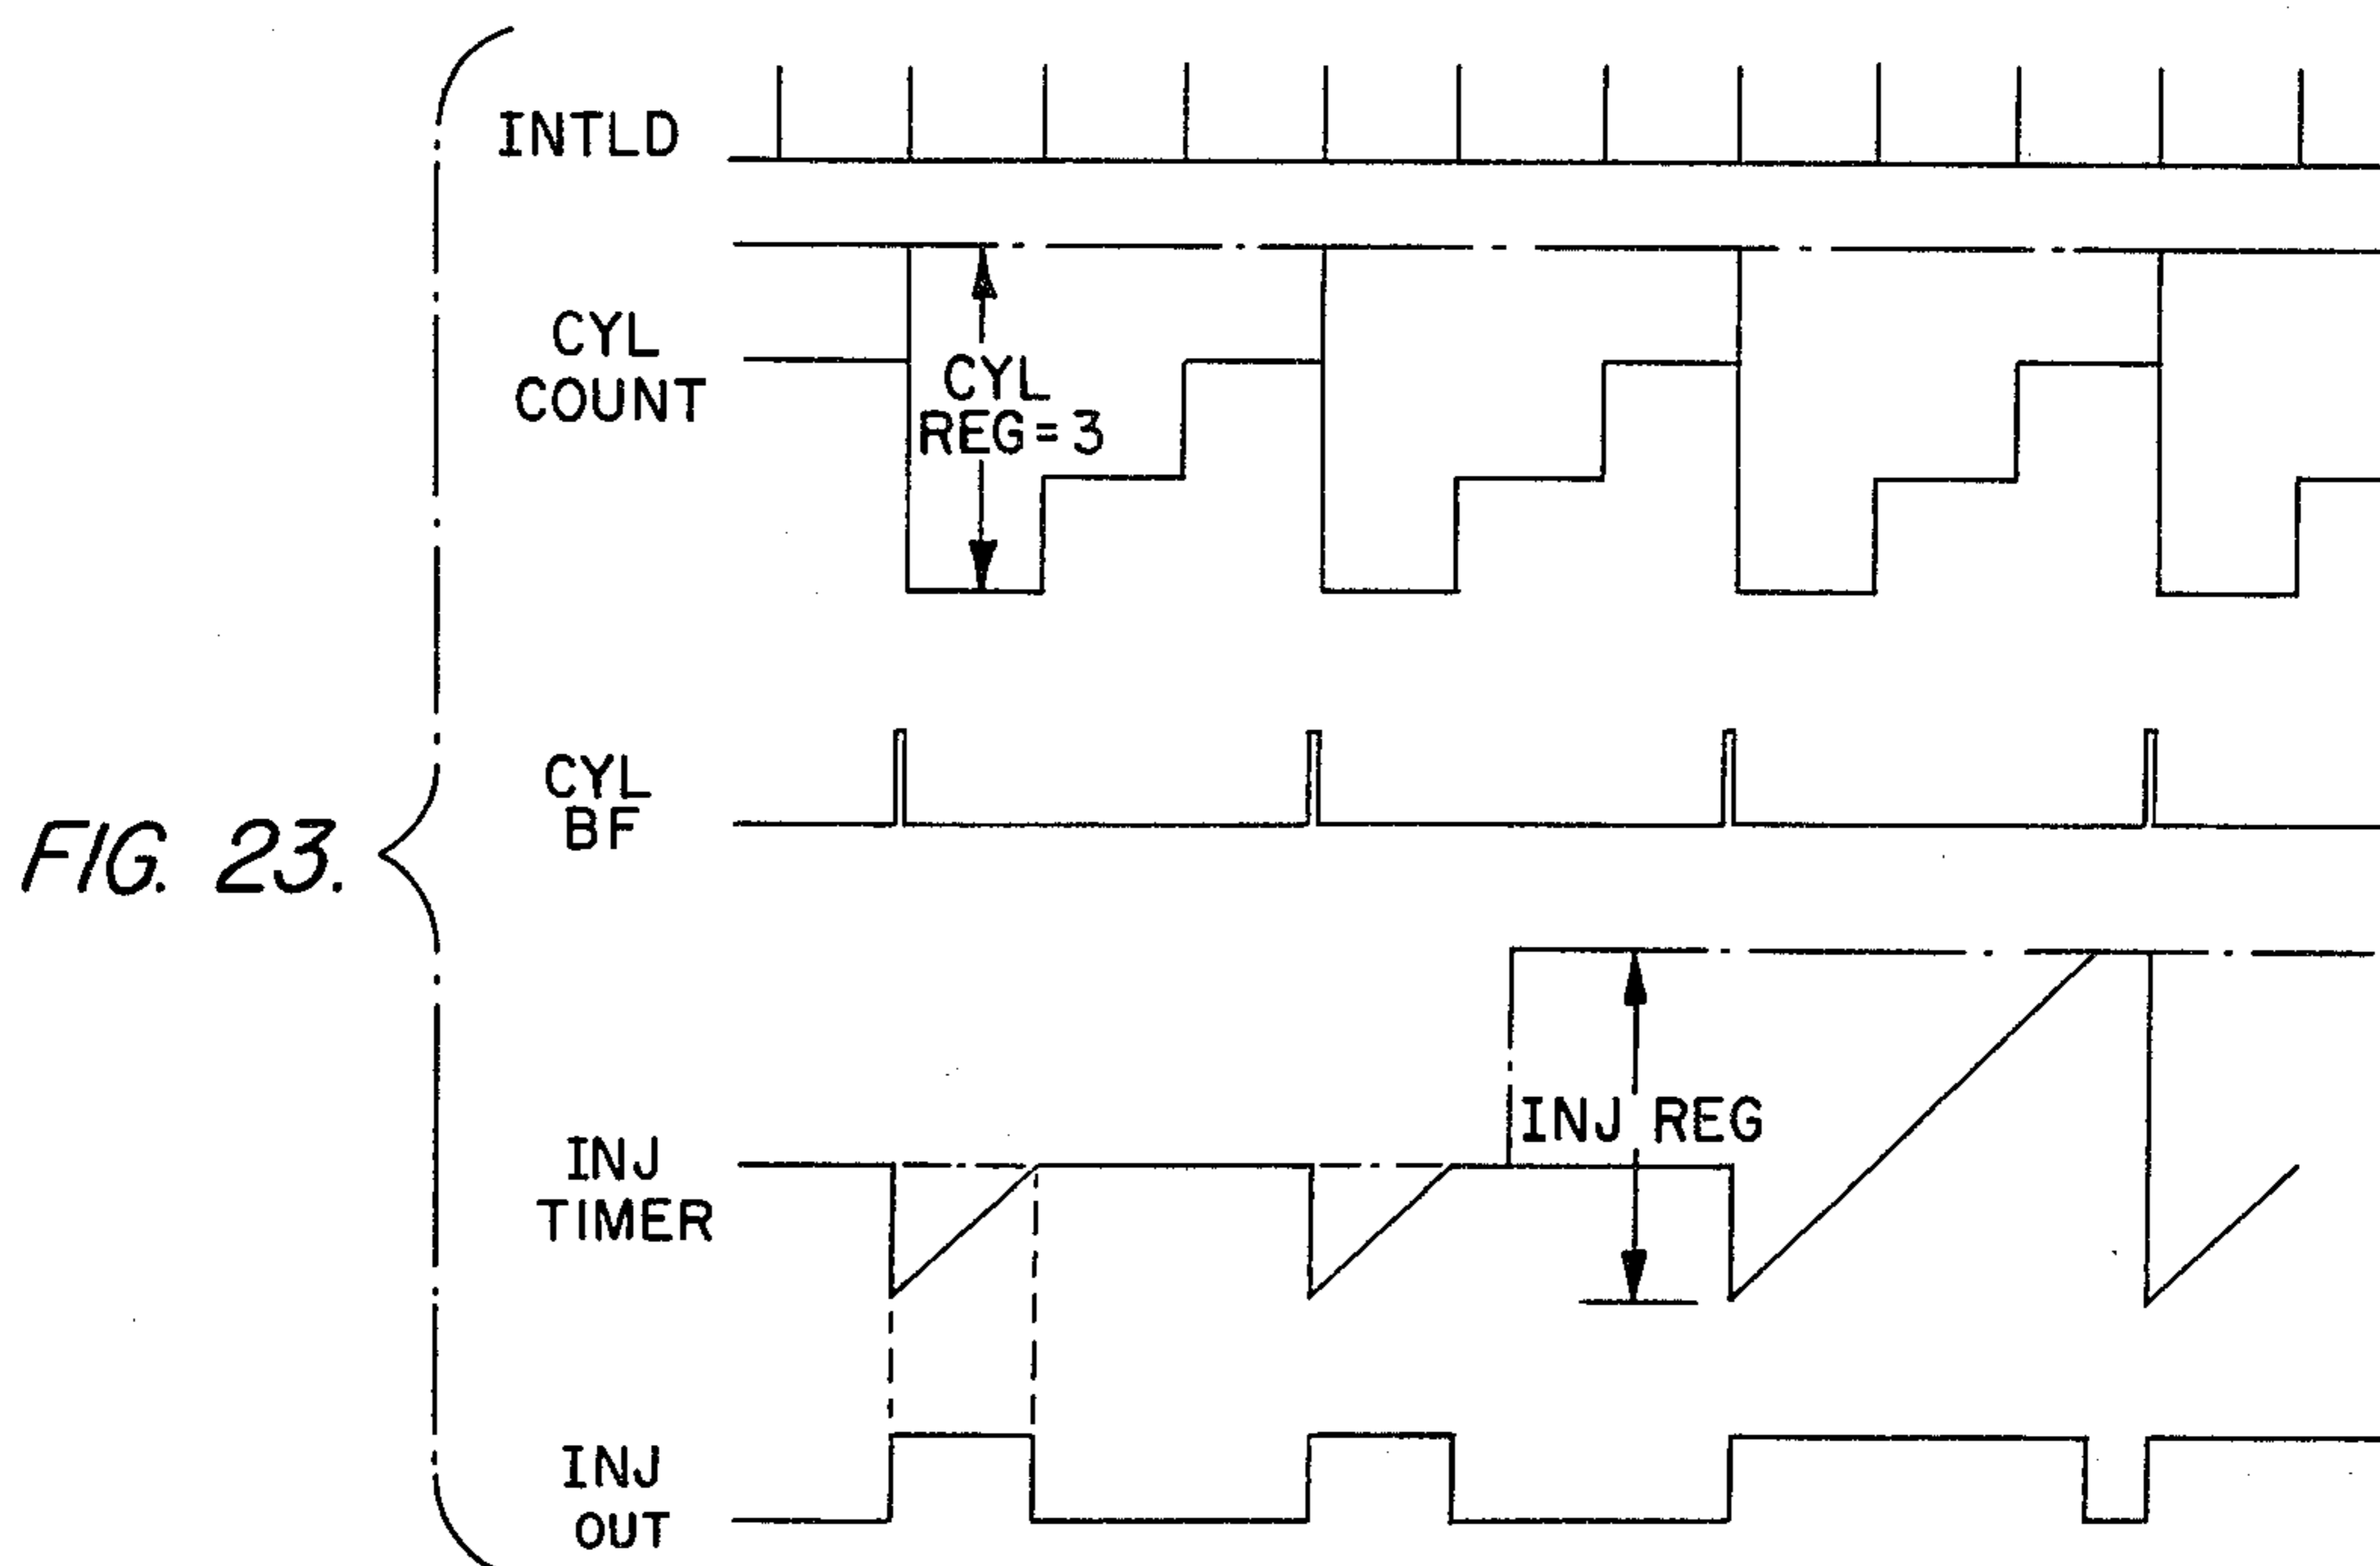 INTLD
CYL
COUNT
CYL
REG=3
CYL
BF
FIG. 23.
INJ REG
INJ
TIMER
INJ
OUT